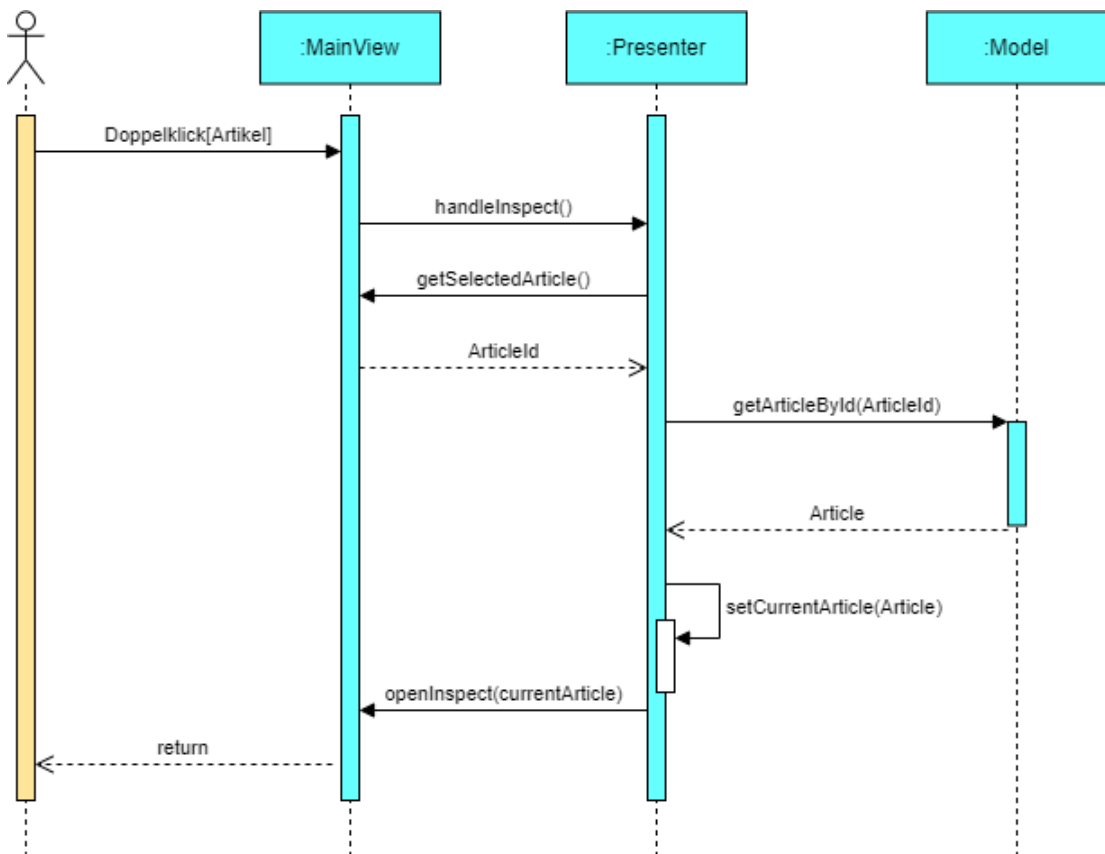 :MainView
:Presenter
:Model
Doppelklick[Artikel]
handleInspect()
getSelectedArticle()
ArticleId
getArticleById(ArticleId)
Article
setCurrentArticle(Article)
openInspect(currentArticle)
return